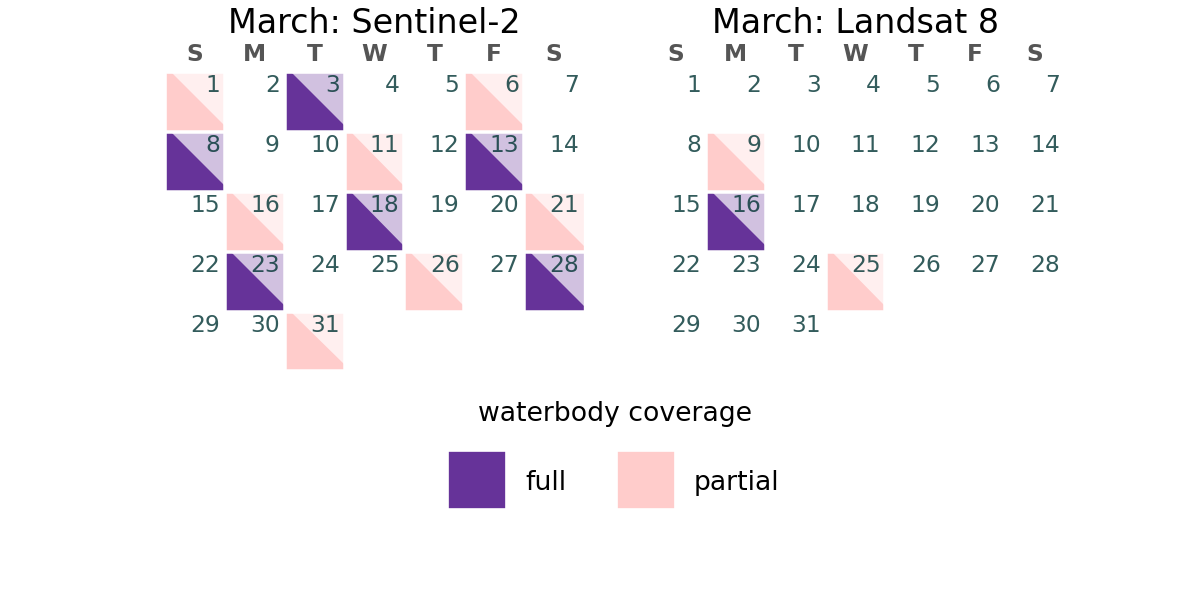 March: Sentinel-2
S M T W T F S
1 2 3 4 5 6 7
8 9 10 11 12 13 14
15 16 17 18 19 20 21
22 23 24 25 26 27 28
29 30 31
March: Landsat 8
S M T W T F S
1 2 3 4 5 6 7
8 9 10 11 12 13 14
15 16 17 18 19 20 21
22 23 24 25 26 27 28
29 30 31
waterbody coverage
full
partial